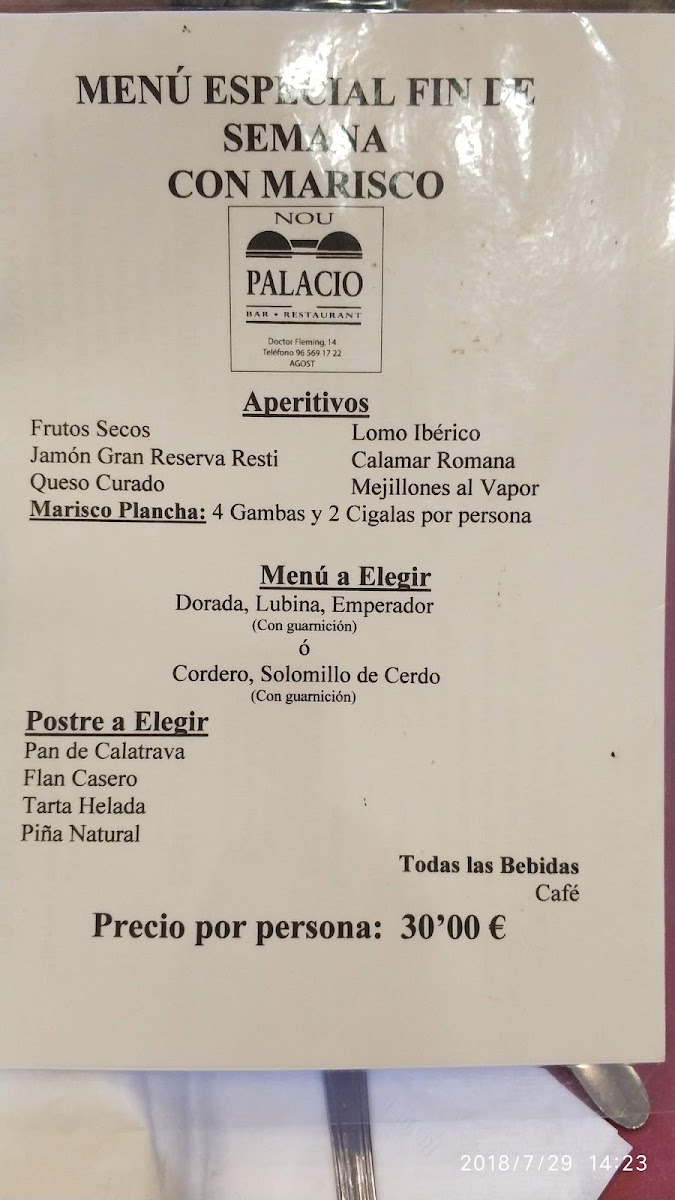 MENÚ ESPECIAL FIN DE
SEMANA
CON MARISCO
NOU
PALACIO
BAR • RESTAURANT
Doctor Fleming, 14
Teléfono 96 569 17 22
AGOST
Aperitivos
Frutos Secos
Lomo Ibérico
Jamón Gran Reserva Resti
Calamar Romana
Queso Curado
Mejillones al Vapor
Marisco Plancha: 4 Gambas y 2 Cigalas por persona
Menú a Elegir
Dorada, Lubina, Emperador
(Con guarnición)
ó
Cordero, Solomillo de Cerdo
(Con guarnición)
Postre a Elegir
Pan de Calatrava
Flan Casero
Tarta Helada
Piña Natural
Todas las Bebidas
Café
Precio por persona: 30’00 €
2018/7/29 14:23